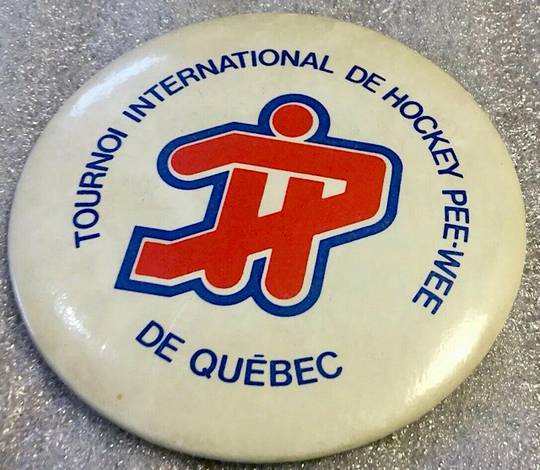 TOURNOI INTERNATIONAL DE HOCKEY PEE-WEE
DE QUÉBEC